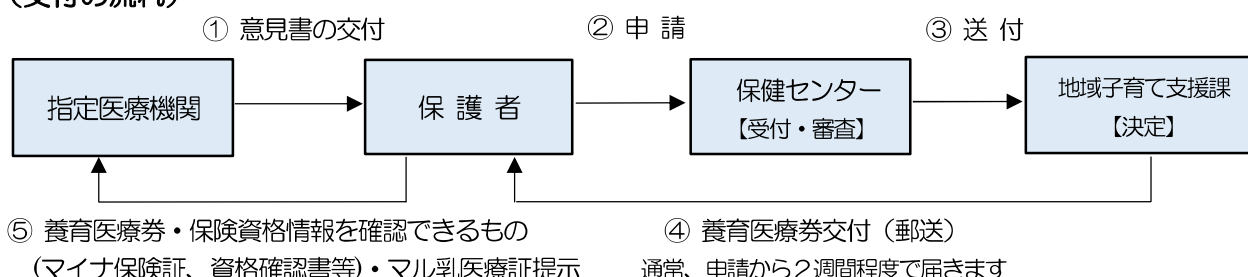 （交付の流れ）
① 意見書の交付
② 申 請
③ 送 付
指定医療機関
保 護 者
保健センター
【受付・審査】
地域子育て支援課
【決定】
⑤ 養育医療券・保険資格情報を確認できるもの
(マイナ保険証、資格確認書等)・マル乳医療証提示
④ 養育医療券交付（郵送）
通常、申請から２週間程度で届きます